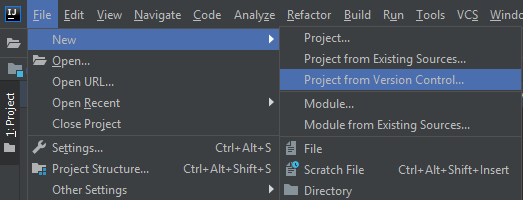 IJ File Edit View Navigate Code Analyze Refactor Build Run Tools VCS Window
New
Open...
Open URL...
Open Recent
Close Project
Settings... Ctrl+Alt+S
Project Structure... Ctrl+Alt+Shift+S
Other Settings
Project...
Project from Existing Sources...
Project from Version Control...
Module...
Module from Existing Sources...
File
Scratch File Ctrl+Alt+Shift+Insert
Directory
1: Project